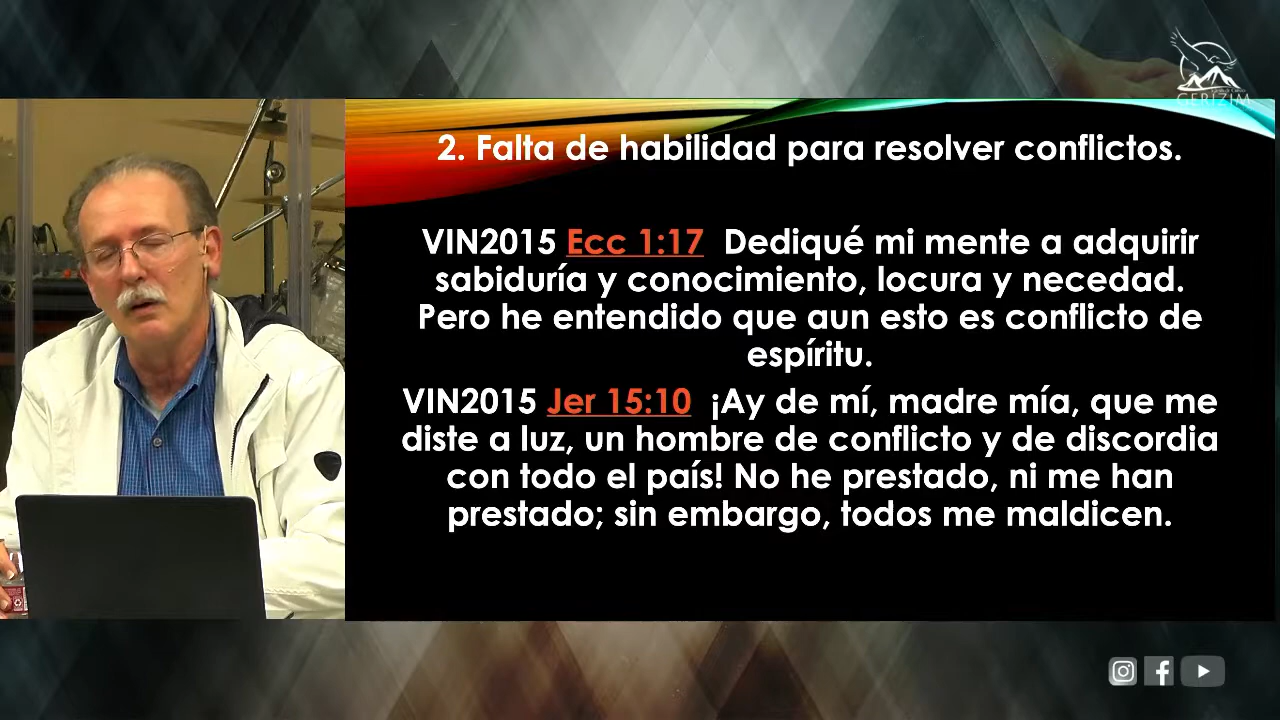 GERIZIM
2. Falta de habilidad para resolver conflictos.
VIN2015 Ecc 1:17 Dediqué mi mente a adquirir
sabiduría y conocimiento, locura y necedad.
Pero he entendido que aun esto es conflicto de
espíritu.
VIN2015 Jer 15:10 ¡Ay de mí, madre mía, que me
diste a luz, un hombre de conflicto y de discordia
con todo el país! No he prestado, ni me han
prestado; sin embargo, todos me maldicen.